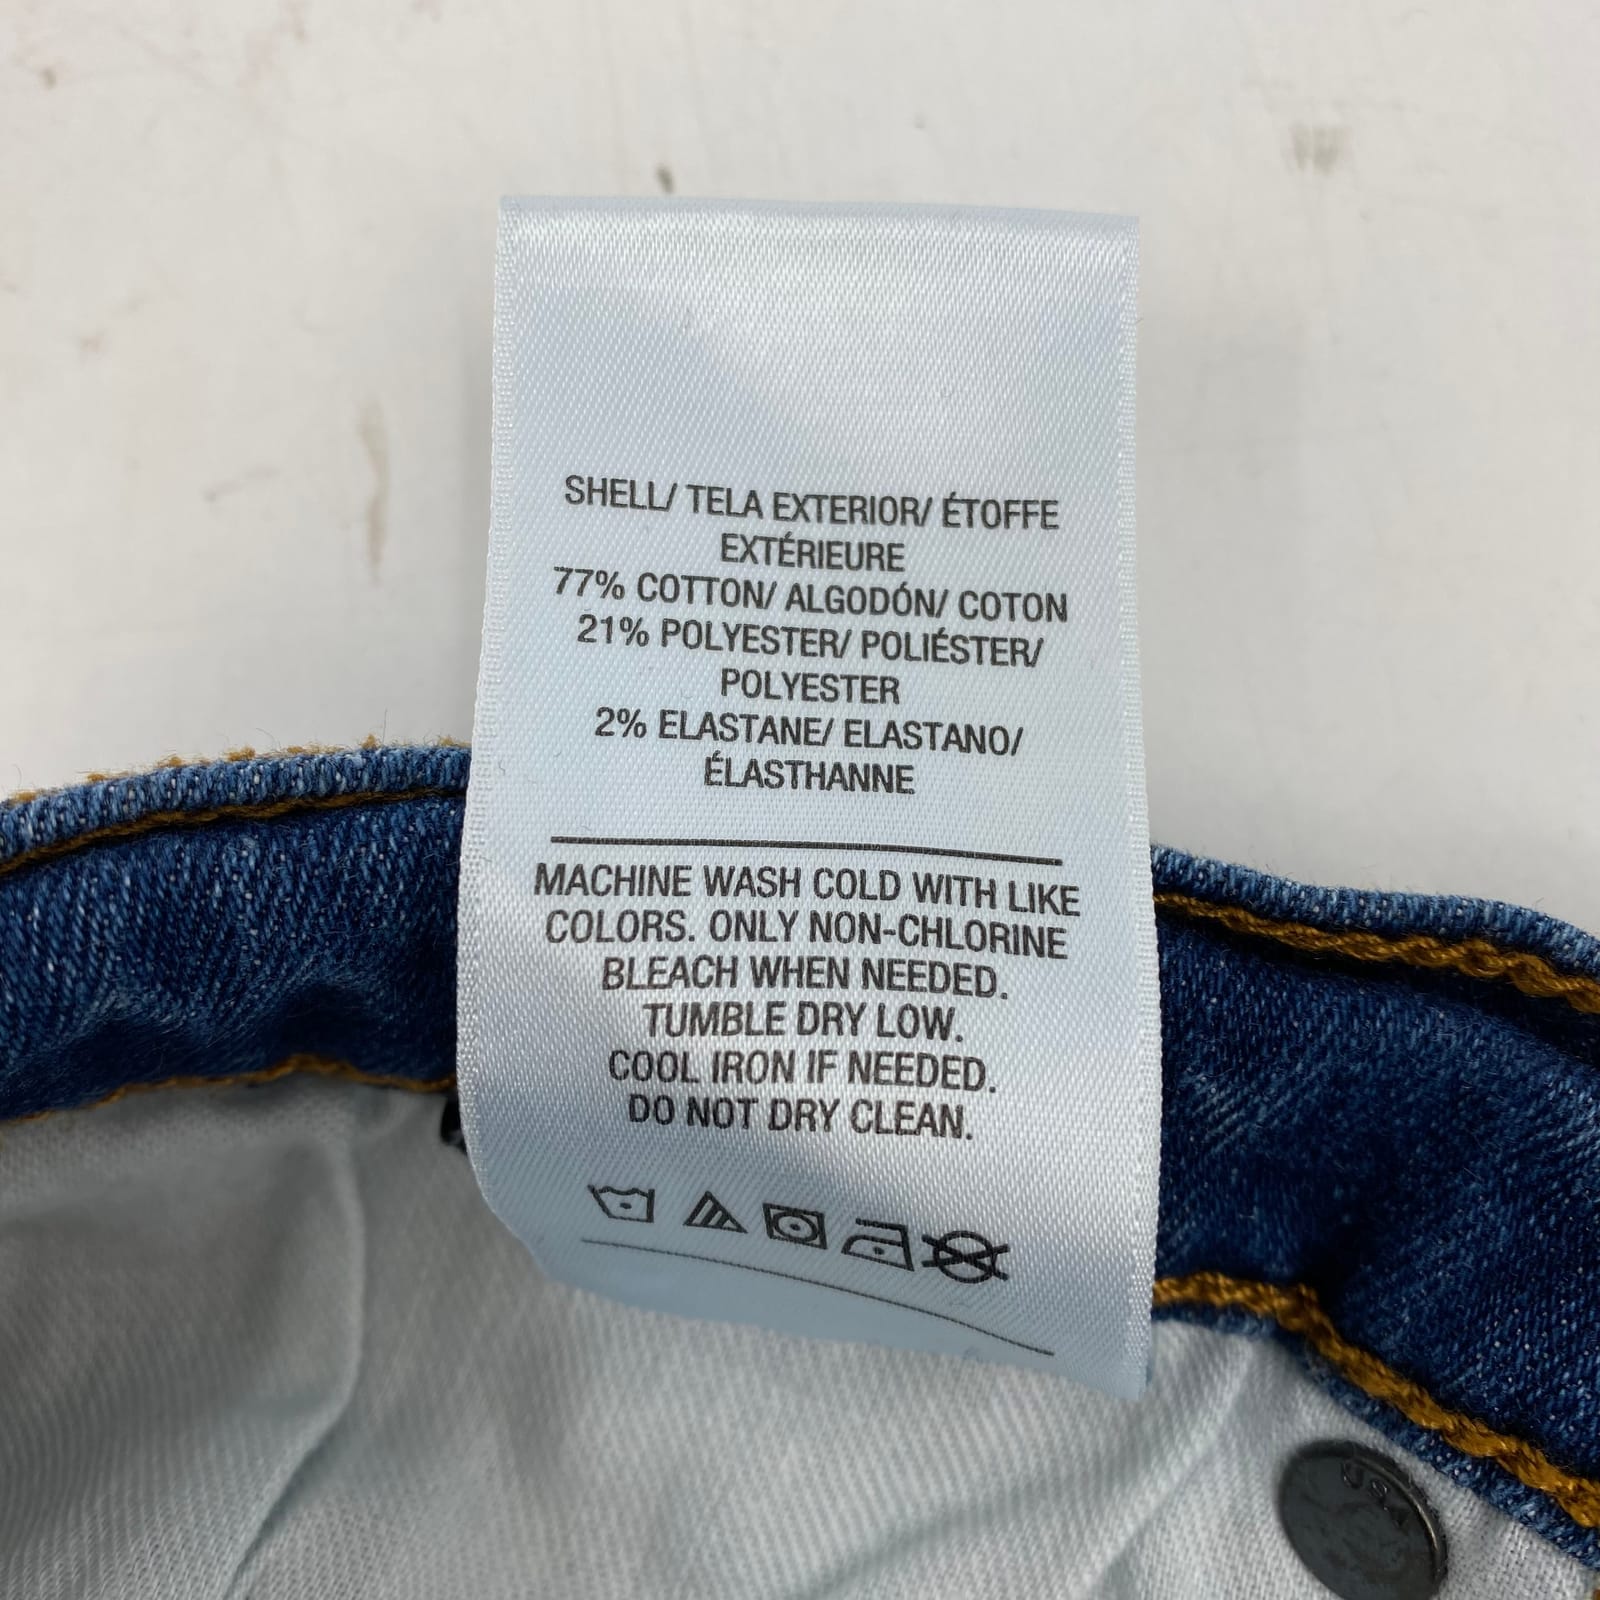 SHELL/ TELA EXTERIOR/ ÉTOFFE
EXTÉRIEURE
77% COTTON/ ALGODÓN/ COTON
21% POLYESTER/ POLIÉSTER/
POLYESTER
2% ELASTANE/ ELASTANO/
ÉLASTHANNE
MACHINE WASH COLD WITH LIKE
COLORS. ONLY NON-CHLORINE
BLEACH WHEN NEEDED.
TUMBLE DRY LOW.
COOL IRON IF NEEDED.
DO NOT DRY CLEAN.
USA